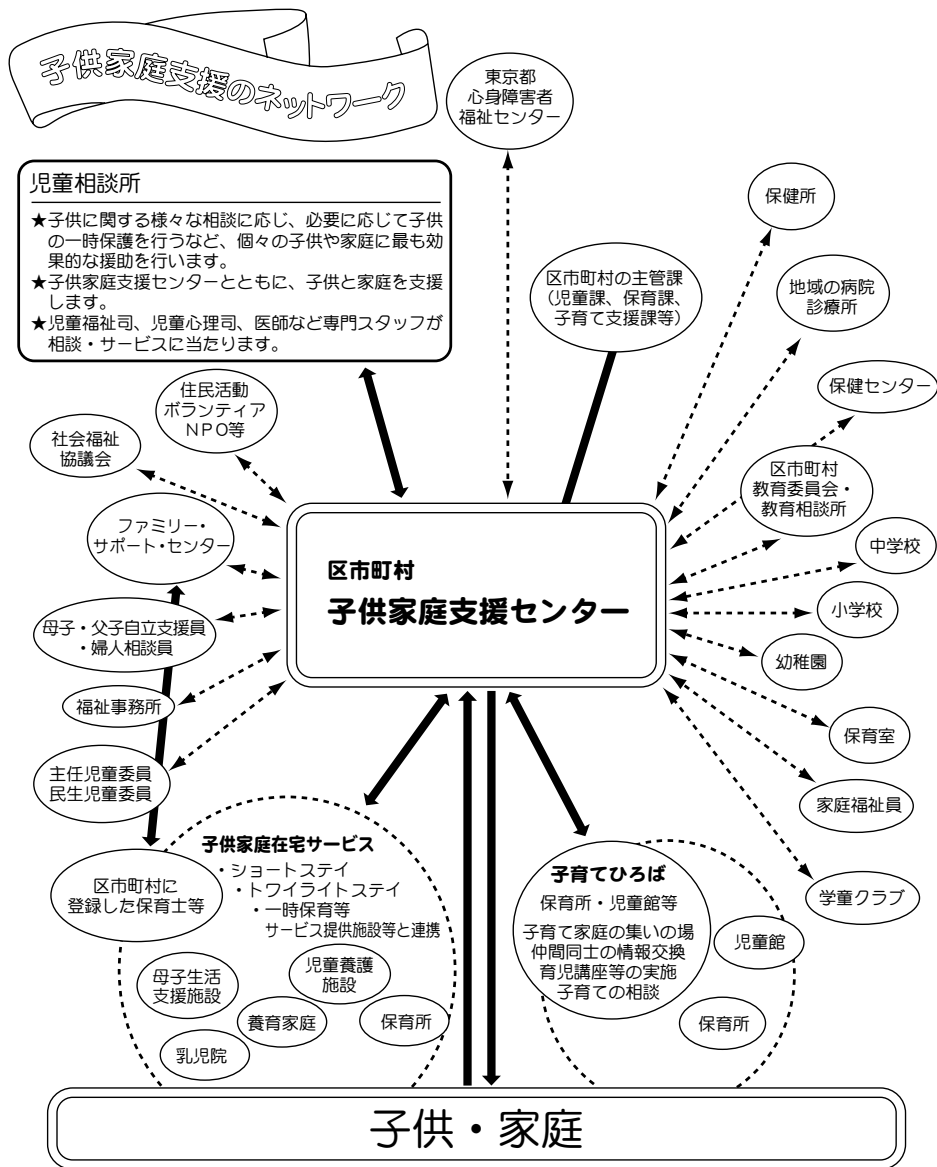 子供家庭支援のネットワーク
東京都
心身障害者
福祉センター
児童相談所
★子供に関する様々な相談に応じ、必要に応じて子供
の一時保護を行うなど、個々の子供や家庭に最も効
果的な援助を行います。
★子供家庭支援センターとともに、子供と家庭を支援
します。
★児童福祉司、児童心理司、医師など専門スタッフが
相談・サービスに当たります。
保健所
区市町村の主管課
（児童課、保育課、
子育て支援課等）
地域の病院
診療所
住民活動
ボランティア
ＮＰＯ等
保健センター
社会福祉
協議会
区市町村
教育委員会・
教育相談所
ファミリー・
サポート・センター
中学校
区市町村
子供家庭支援センター
小学校
母子・父子自立支援員
・婦人相談員
幼稚園
福祉事務所
保育室
主任児童委員
民生児童委員
家庭福祉員
学童クラブ
区市町村に
登録した保育士等
子供家庭在宅サービス
・ショートステイ
・トワイライトステイ
・一時保育等
サービス提供施設等と連携
児童養護
施設
母子生活
支援施設
養育家庭
保育所
乳児院
子育てひろば
保育所・児童館等
子育て家庭の集いの場
仲間同士の情報交換
育児講座等の実施
子育ての相談
児童館
保育所
子供・家庭